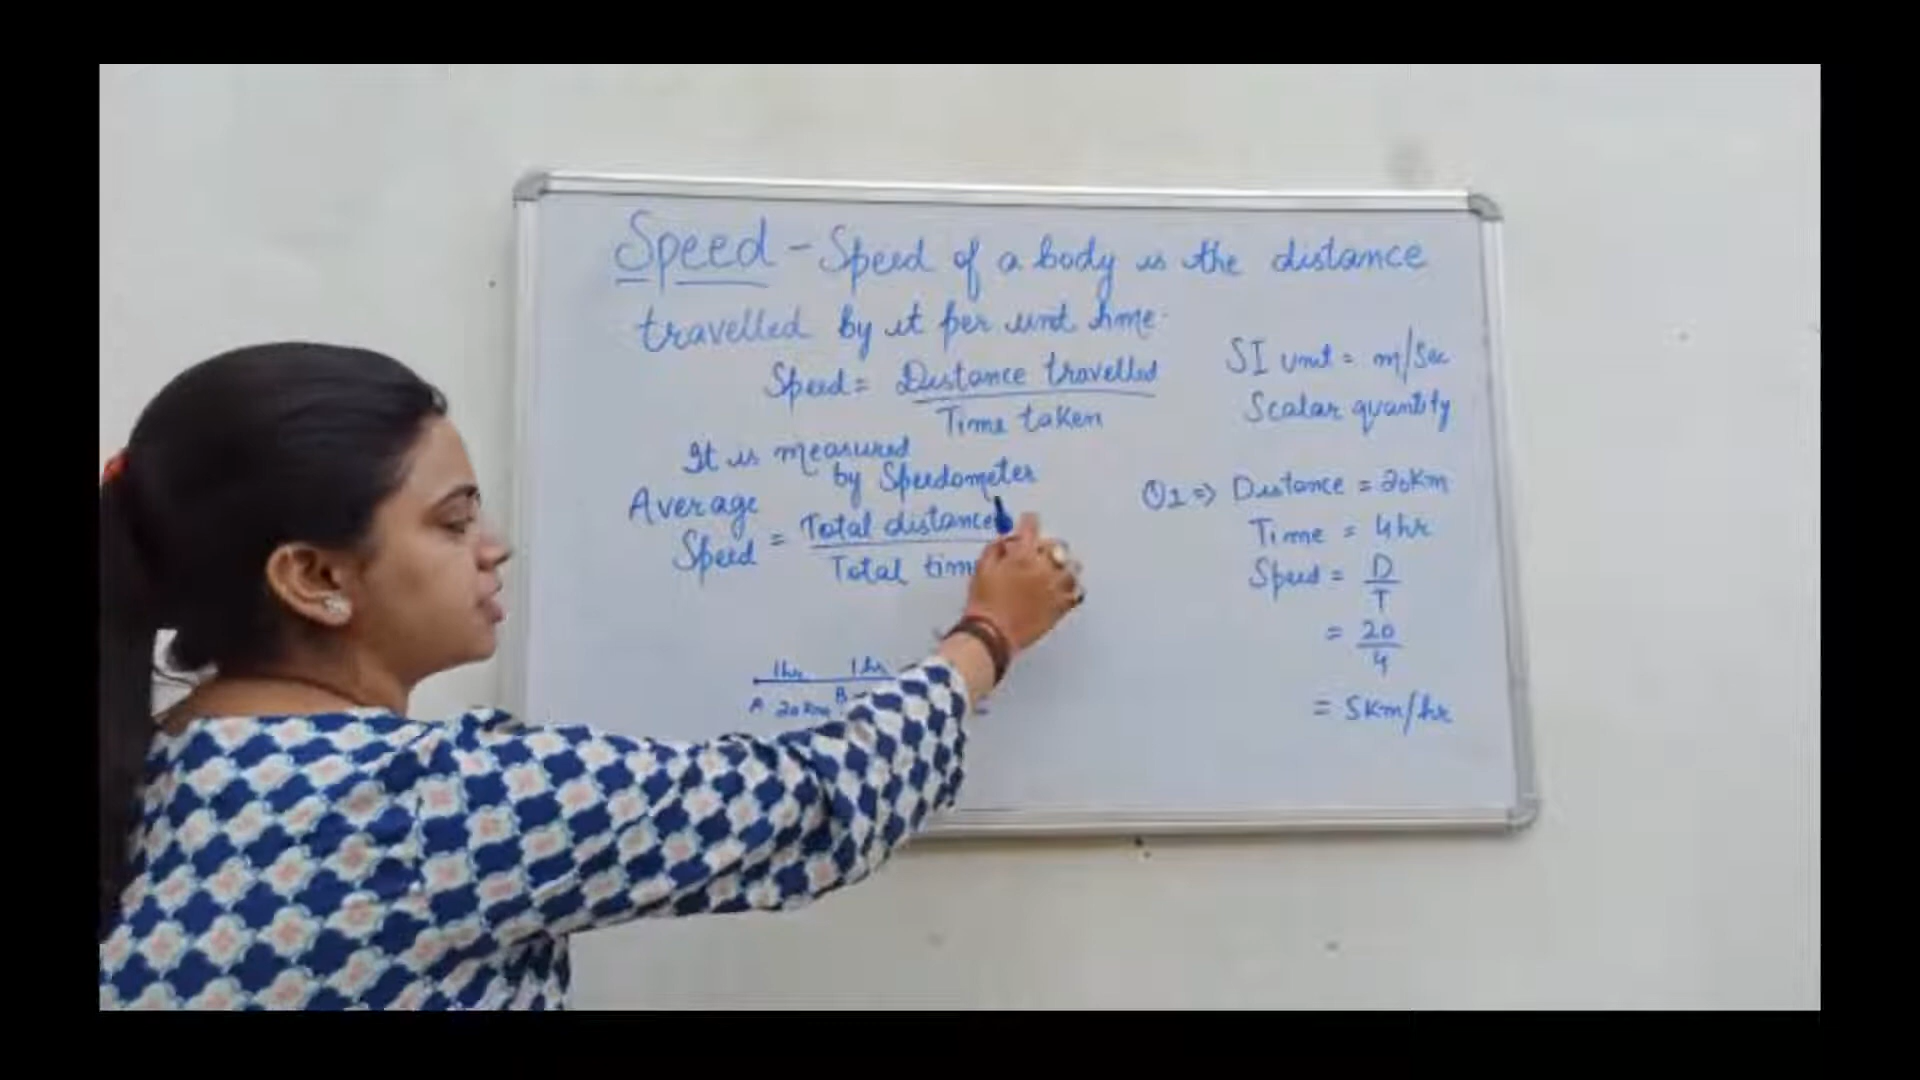 Speed - Speed of a body is the distance
travelled by it per unit time.
Speed = Distance travelled
Time taken
SI unit = m/sec
Scalar quantity
It is measured
by Speedometer
Average
Speed = Total distance
Total time
1hr 1hr
A 20km B
Q1 => Distance = 20km
Time = 4hr
Speed = D
T
= 20
4
= 5km/hr